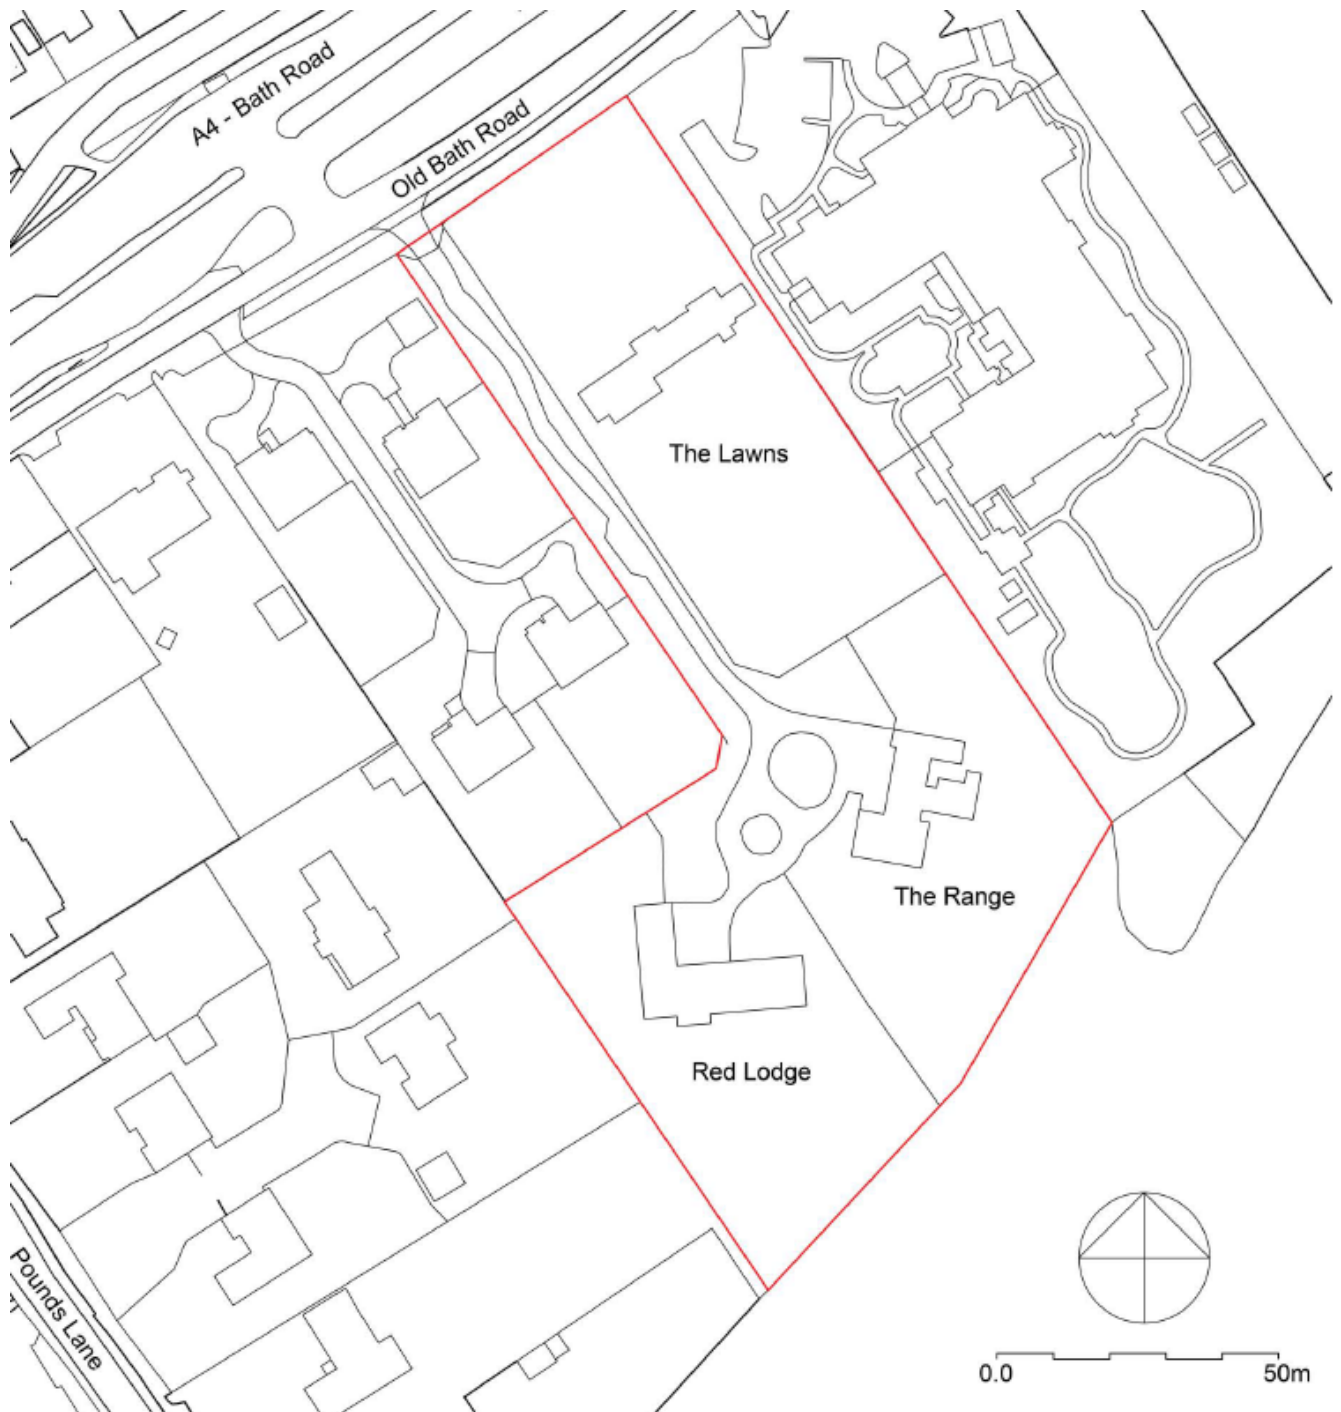 A4 - Bath Road
Old Bath Road
The Lawns
The Range
Red Lodge
Pounds Lane
0.0
50m